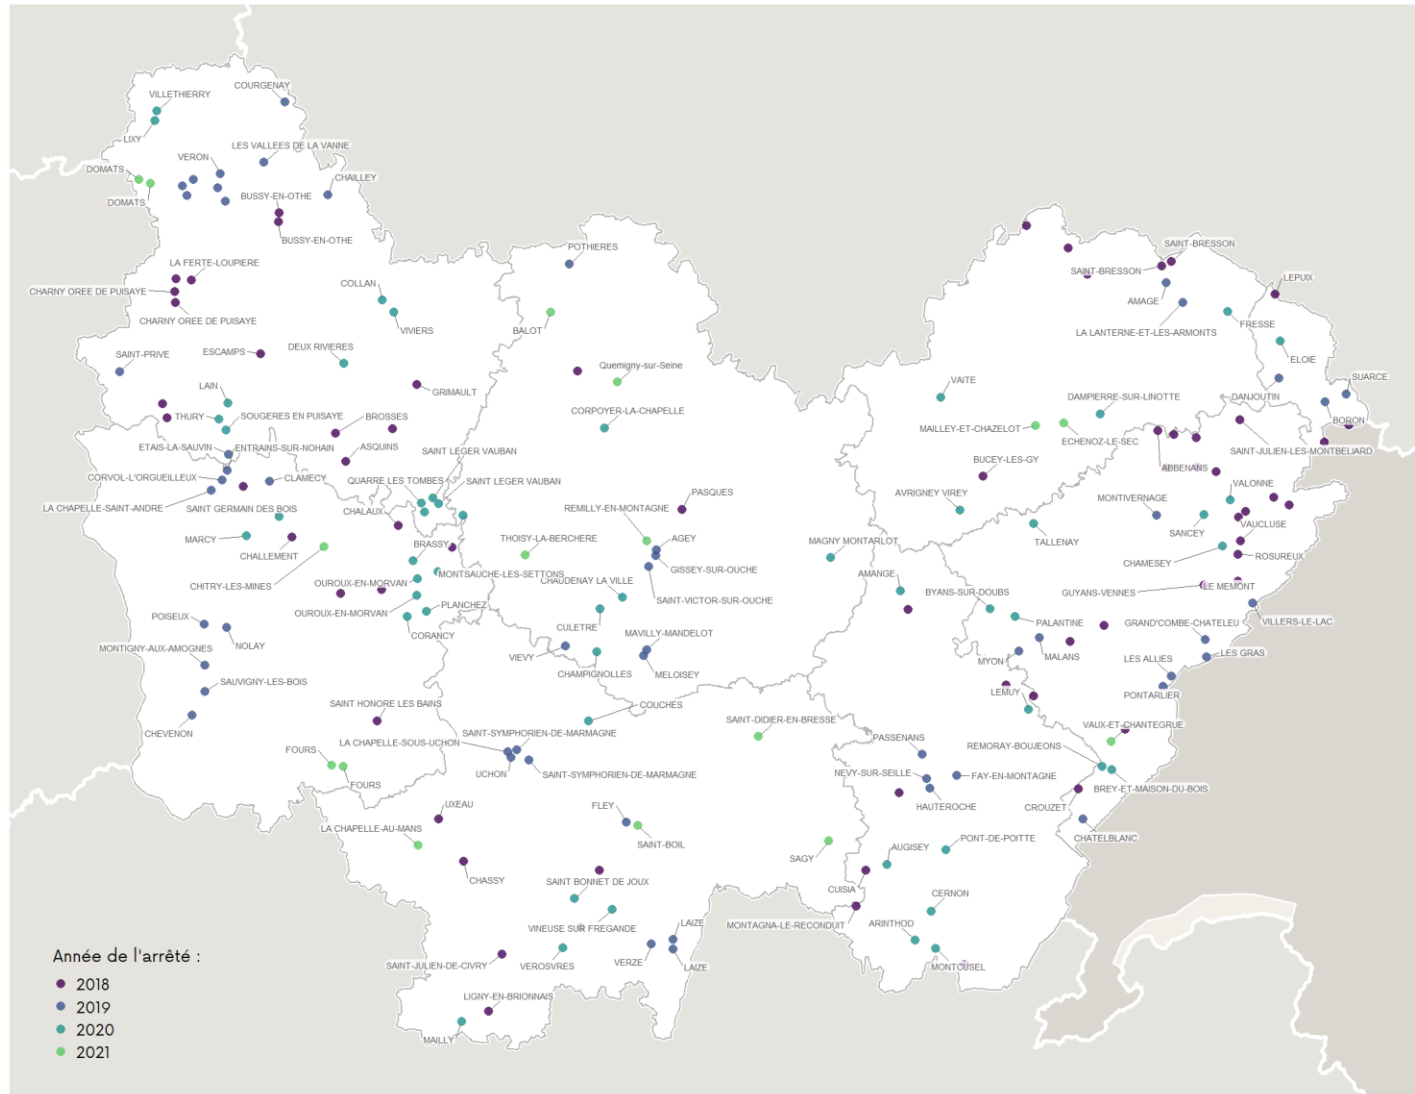 COURGENAY
VILLETHIERRY
LIXY
LES VALLEES DE LA VANNE
VERON
DOMATS
CHAILLEY
BUSSY-EN-OTHE
DOMATS
BUSSY-EN-OTHE
POTHIERES
SAINT-BRESSON
LA FERTE-LOUPIERE
SAINT-BRESSON
LEPUIX
COLLAN
CHARNY OREE DE PUISAYE
AMAGE
CHARNY OREE DE PUISAYE
VIVIERS
BALOT
LA LANTERNE-ET-LES-ARMONTS
FRESSE
DEUX RIVIERES
ESCAMPS
SAINT-PRIVE
ELOIE
Quemigny-sur-Seine
SUARCE
VAITE
LAIN
GRIMAULT
DANJOUTIN
DAMPIERRE-SUR-LINOTTE
CORPOYER-LA-CHAPELLE
THURY
SOUGERES EN PUISAYE
BROSSES
BORON
MAILLEY-ET-CHAZELOT
ECHENOZ-LE-SEC
ETAIS-LA-SAUVIN
ENTRAINS-SUR-NOHAIN
ASQUINS
SAINT LEGER VAUBAN
SAINT-JULIEN-LES-MONTBELIARD
BUCEY-LES-GY
ABBENANS
CORVOL-L'ORGUEILLEUX
CLAMECY
QUARRE LES TOMBES
SAINT LEGER VAUBAN
VALONNE
PASQUES
AVRIGNEY VIREY
MONTIVERNAGE
LA CHAPELLE-SAINT-ANDRE
SAINT GERMAIN DES BOIS
CHALAUX
REMILLY-EN-MONTAGNE
VAUCLUSE
SANCEY
MARCY
THOISY-LA-BERCHERE
AGEY
MAGNY MONTARLOT
TALLENAY
BRASSY
CHALLEMENT
ROSUREUX
CHAMESEY
GISSEY-SUR-OUCHE
MONTSAUCHE-LES-SETTONS
AMANGE
CHITRY-LES-MINES
OUROUX-EN-MORVAN
CHAUDENAY LA VILLE
BYANS-SUR-DOUBS
LE MEMONT
GUYANS-VENNES
SAINT-VICTOR-SUR-OUCHE
PLANCHEZ
OUROUX-EN-MORVAN
POISEUX
PALANTINE
GRAND'COMBE-CHATELEU
VILLERS-LE-LAC
CULETRE
MAVILLY-MANDELOT
CORANCY
NOLAY
MONTIGNY-AUX-AMOGNES
VIEVY
MALANS
LES GRAS
MYON
LES ALLIES
CHAMPIGNOLLES
MELOISEY
SAUVIGNY-LES-BOIS
LEMUY
PONTARLIER
SAINT HONORE LES BAINS
COUCHES
CHEVENON
SAINT-DIDIER-EN-BRESSE
VAUX-ET-CHANTEGRUE
SAINT-SYMPHORIEN-DE-MARMAGNE
LA CHAPELLE-SOUS-UCHON
PASSENANS
REMORAY-BOUJEONS
FOURS
UCHON
SAINT-SYMPHORIEN-DE-MARMAGNE
NEVY-SUR-SEILLE
FAY-EN-MONTAGNE
FOURS
BREY-ET-MAISON-DU-BOIS
UXEAU
FLEY
HAUTEROCHE
CROUZET
LA CHAPELLE-AU-MANS
CHATELBLANC
SAINT-BOIL
AUGISEY
PONT-DE-POITTE
SAGY
CHASSY
SAINT BONNET DE JOUX
CUISIA
CERNON
LAIZE
MONTAGNA-LE-RECONDUIT
ARINTHOD
VINEUSE SUR FREGANDE
SAINT-JULIEN-DE-CIVRY
VEROSVRES
VERZE
LAIZE
MONTCUSEL
LIGNY-EN-BRIONNAIS
MAILLY
Année de l'arrêté :
2018
2019
2020
2021